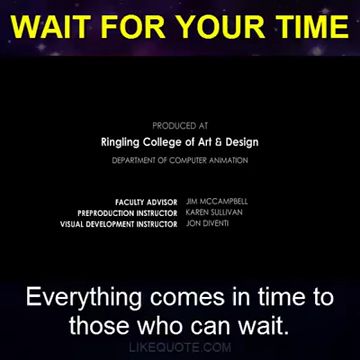 WAIT FOR YOUR TIME
PRODUCED AT
Ringling College of Art & Design
DEPARTMENT OF COMPUTER ANIMATION
FACULTY ADVISOR JIM MCCAMPBELL
PREPRODUCTION INSTRUCTOR KAREN SULLIVAN
VISUAL DEVELOPMENT INSTRUCTOR JON DIVENTI
Everything comes in time to
those who can wait.
LIKEQUOTE.COM